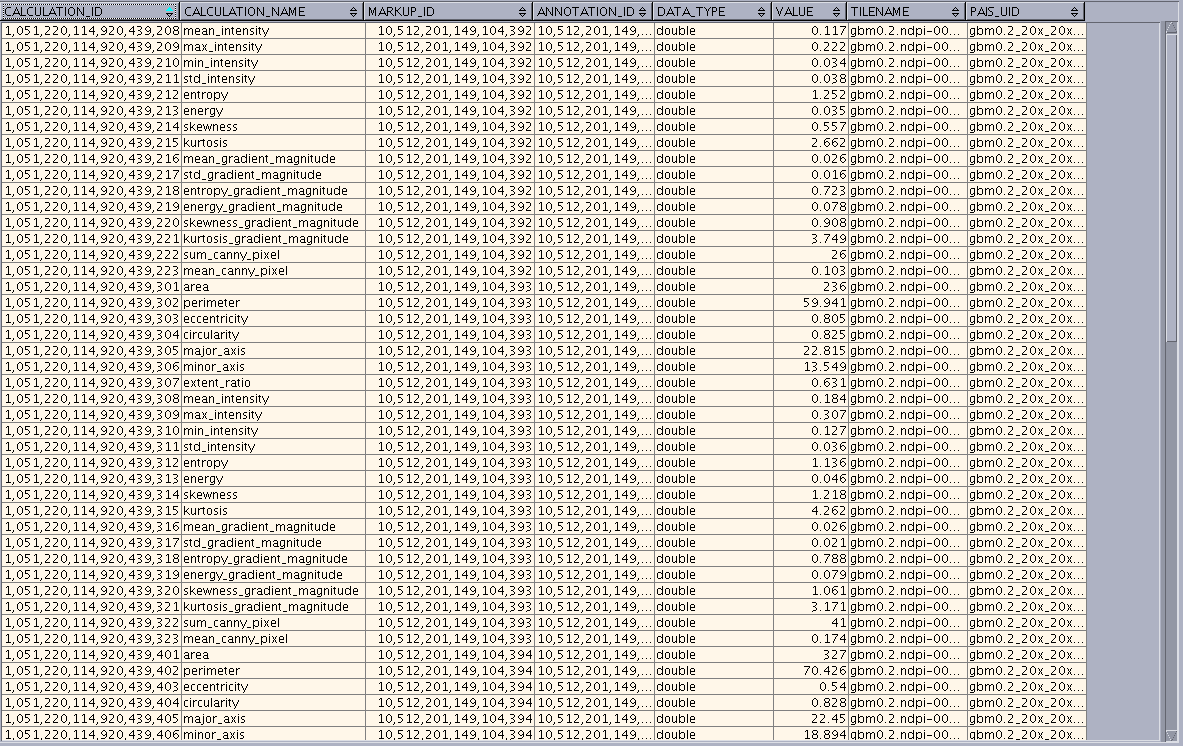 CALCULATION_ID CALCULATION_NAME MARKUP_ID ANNOTATION_ID DATA_TYPE VALUE TILENAME PAIS_UID
1,051,220,114,920,439,208 mean_intensity 10,512,201,149,104,392 10,512,201,149,... double 0.117 gbm0.2.ndpi-00... gbm0.2_20x_20x...
1,051,220,114,920,439,209 max_intensity 10,512,201,149,104,392 10,512,201,149,... double 0.222 gbm0.2.ndpi-00... gbm0.2_20x_20x...
1,051,220,114,920,439,210 min_intensity 10,512,201,149,104,392 10,512,201,149,... double 0.034 gbm0.2.ndpi-00... gbm0.2_20x_20x...
1,051,220,114,920,439,211 std_intensity 10,512,201,149,104,392 10,512,201,149,... double 0.038 gbm0.2.ndpi-00... gbm0.2_20x_20x...
1,051,220,114,920,439,212 entropy 10,512,201,149,104,392 10,512,201,149,... double 1.252 gbm0.2.ndpi-00... gbm0.2_20x_20x...
1,051,220,114,920,439,213 energy 10,512,201,149,104,392 10,512,201,149,... double 0.035 gbm0.2.ndpi-00... gbm0.2_20x_20x...
1,051,220,114,920,439,214 skewness 10,512,201,149,104,392 10,512,201,149,... double 0.557 gbm0.2.ndpi-00... gbm0.2_20x_20x...
1,051,220,114,920,439,215 kurtosis 10,512,201,149,104,392 10,512,201,149,... double 2.662 gbm0.2.ndpi-00... gbm0.2_20x_20x...
1,051,220,114,920,439,216 mean_gradient_magnitude 10,512,201,149,104,392 10,512,201,149,... double 0.026 gbm0.2.ndpi-00... gbm0.2_20x_20x...
1,051,220,114,920,439,217 std_gradient_magnitude 10,512,201,149,104,392 10,512,201,149,... double 0.016 gbm0.2.ndpi-00... gbm0.2_20x_20x...
1,051,220,114,920,439,218 entropy_gradient_magnitude 10,512,201,149,104,392 10,512,201,149,... double 0.723 gbm0.2.ndpi-00... gbm0.2_20x_20x...
1,051,220,114,920,439,219 energy_gradient_magnitude 10,512,201,149,104,392 10,512,201,149,... double 0.078 gbm0.2.ndpi-00... gbm0.2_20x_20x...
1,051,220,114,920,439,220 skewness_gradient_magnitude 10,512,201,149,104,392 10,512,201,149,... double 0.908 gbm0.2.ndpi-00... gbm0.2_20x_20x...
1,051,220,114,920,439,221 kurtosis_gradient_magnitude 10,512,201,149,104,392 10,512,201,149,... double 3.749 gbm0.2.ndpi-00... gbm0.2_20x_20x...
1,051,220,114,920,439,222 sum_canny_pixel 10,512,201,149,104,392 10,512,201,149,... double 26 gbm0.2.ndpi-00... gbm0.2_20x_20x...
1,051,220,114,920,439,223 mean_canny_pixel 10,512,201,149,104,392 10,512,201,149,... double 0.103 gbm0.2.ndpi-00... gbm0.2_20x_20x...
1,051,220,114,920,439,301 area 10,512,201,149,104,393 10,512,201,149,... double 236 gbm0.2.ndpi-00... gbm0.2_20x_20x...
1,051,220,114,920,439,302 perimeter 10,512,201,149,104,393 10,512,201,149,... double 59.941 gbm0.2.ndpi-00... gbm0.2_20x_20x...
1,051,220,114,920,439,303 eccentricity 10,512,201,149,104,393 10,512,201,149,... double 0.805 gbm0.2.ndpi-00... gbm0.2_20x_20x...
1,051,220,114,920,439,304 circularity 10,512,201,149,104,393 10,512,201,149,... double 0.825 gbm0.2.ndpi-00... gbm0.2_20x_20x...
1,051,220,114,920,439,305 major_axis 10,512,201,149,104,393 10,512,201,149,... double 22.815 gbm0.2.ndpi-00... gbm0.2_20x_20x...
1,051,220,114,920,439,306 minor_axis 10,512,201,149,104,393 10,512,201,149,... double 13.549 gbm0.2.ndpi-00... gbm0.2_20x_20x...
1,051,220,114,920,439,307 extent_ratio 10,512,201,149,104,393 10,512,201,149,... double 0.631 gbm0.2.ndpi-00... gbm0.2_20x_20x...
1,051,220,114,920,439,308 mean_intensity 10,512,201,149,104,393 10,512,201,149,... double 0.184 gbm0.2.ndpi-00... gbm0.2_20x_20x...
1,051,220,114,920,439,309 max_intensity 10,512,201,149,104,393 10,512,201,149,... double 0.307 gbm0.2.ndpi-00... gbm0.2_20x_20x...
1,051,220,114,920,439,310 min_intensity 10,512,201,149,104,393 10,512,201,149,... double 0.127 gbm0.2.ndpi-00... gbm0.2_20x_20x...
1,051,220,114,920,439,311 std_intensity 10,512,201,149,104,393 10,512,201,149,... double 0.036 gbm0.2.ndpi-00... gbm0.2_20x_20x...
1,051,220,114,920,439,312 entropy 10,512,201,149,104,393 10,512,201,149,... double 1.136 gbm0.2.ndpi-00... gbm0.2_20x_20x...
1,051,220,114,920,439,313 energy 10,512,201,149,104,393 10,512,201,149,... double 0.046 gbm0.2.ndpi-00... gbm0.2_20x_20x...
1,051,220,114,920,439,314 skewness 10,512,201,149,104,393 10,512,201,149,... double 1.218 gbm0.2.ndpi-00... gbm0.2_20x_20x...
1,051,220,114,920,439,315 kurtosis 10,512,201,149,104,393 10,512,201,149,... double 4.262 gbm0.2.ndpi-00... gbm0.2_20x_20x...
1,051,220,114,920,439,316 mean_gradient_magnitude 10,512,201,149,104,393 10,512,201,149,... double 0.026 gbm0.2.ndpi-00... gbm0.2_20x_20x...
1,051,220,114,920,439,317 std_gradient_magnitude 10,512,201,149,104,393 10,512,201,149,... double 0.021 gbm0.2.ndpi-00... gbm0.2_20x_20x...
1,051,220,114,920,439,318 entropy_gradient_magnitude 10,512,201,149,104,393 10,512,201,149,... double 0.788 gbm0.2.ndpi-00... gbm0.2_20x_20x...
1,051,220,114,920,439,319 energy_gradient_magnitude 10,512,201,149,104,393 10,512,201,149,... double 0.079 gbm0.2.ndpi-00... gbm0.2_20x_20x...
1,051,220,114,920,439,320 skewness_gradient_magnitude 10,512,201,149,104,393 10,512,201,149,... double 1.061 gbm0.2.ndpi-00... gbm0.2_20x_20x...
1,051,220,114,920,439,321 kurtosis_gradient_magnitude 10,512,201,149,104,393 10,512,201,149,... double 3.171 gbm0.2.ndpi-00... gbm0.2_20x_20x...
1,051,220,114,920,439,322 sum_canny_pixel 10,512,201,149,104,393 10,512,201,149,... double 41 gbm0.2.ndpi-00... gbm0.2_20x_20x...
1,051,220,114,920,439,323 mean_canny_pixel 10,512,201,149,104,393 10,512,201,149,... double 0.174 gbm0.2.ndpi-00... gbm0.2_20x_20x...
1,051,220,114,920,439,401 area 10,512,201,149,104,394 10,512,201,149,... double 327 gbm0.2.ndpi-00... gbm0.2_20x_20x...
1,051,220,114,920,439,402 perimeter 10,512,201,149,104,394 10,512,201,149,... double 70.426 gbm0.2.ndpi-00... gbm0.2_20x_20x...
1,051,220,114,920,439,403 eccentricity 10,512,201,149,104,394 10,512,201,149,... double 0.54 gbm0.2.ndpi-00... gbm0.2_20x_20x...
1,051,220,114,920,439,404 circularity 10,512,201,149,104,394 10,512,201,149,... double 0.828 gbm0.2.ndpi-00... gbm0.2_20x_20x...
1,051,220,114,920,439,405 major_axis 10,512,201,149,104,394 10,512,201,149,... double 22.45 gbm0.2.ndpi-00... gbm0.2_20x_20x...
1,051,220,114,920,439,406 minor_axis 10,512,201,149,104,394 10,512,201,149,... double 18.894 gbm0.2.ndpi-00... gbm0.2_20x_20x...